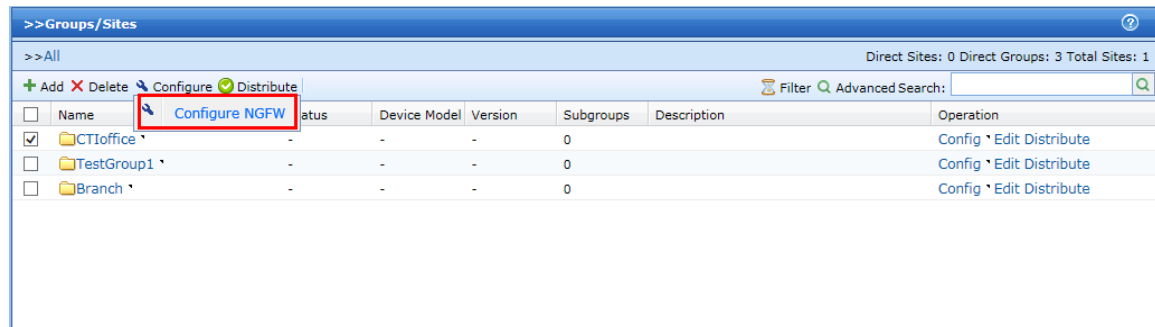 >>Groups/Sites
>>All Direct Sites: 0 Direct Groups: 3 Total Sites: 1
Add Delete Configure Distribute Filter Advanced Search:
Name Configure NGFW atus Device Model Version Subgroups Description Operation
CTIoffice - - - 0 Config Edit Distribute
TestGroup1 - - - 0 Config Edit Distribute
Branch - - - 0 Config Edit Distribute